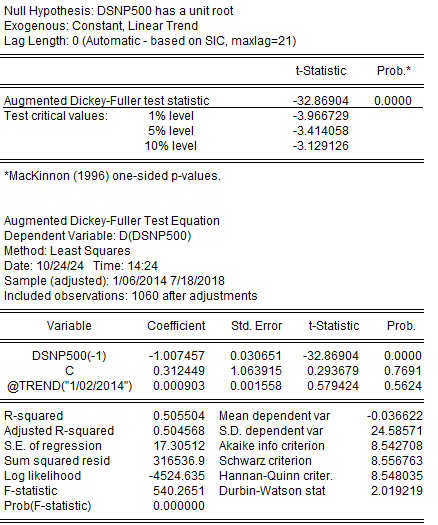 Null Hypothesis: DSNP500 has a unit root
Exogenous: Constant, Linear Trend
Lag Length: 0 (Automatic - based on SIC, maxlag=21)
t-Statistic Prob.*
Augmented Dickey-Fuller test statistic -32.86904 0.0000
Test critical values: 1% level -3.966729
5% level -3.414058
10% level -3.129126
*MacKinnon (1996) one-sided p-values.
Augmented Dickey-Fuller Test Equation
Dependent Variable: D(DSNP500)
Method: Least Squares
Date: 10/24/24 Time: 14:24
Sample (adjusted): 1/06/2014 7/18/2018
Included observations: 1060 after adjustments
Variable Coefficient Std. Error t-Statistic Prob.
DSNP500(-1) -1.007457 0.030651 -32.86904 0.0000
C 0.312449 1.063915 0.293679 0.7691
@TREND("1/02/2014") 0.000903 0.001558 0.579424 0.5624
R-squared 0.505504 Mean dependent var -0.036622
Adjusted R-squared 0.504568 S.D. dependent var 24.58571
S.E. of regression 17.30512 Akaike info criterion 8.542708
Sum squared resid 316536.9 Schwarz criterion 8.556763
Log likelihood -4524.635 Hannan-Quinn criter. 8.548035
F-statistic 540.2651 Durbin-Watson stat 2.019219
Prob(F-statistic) 0.000000